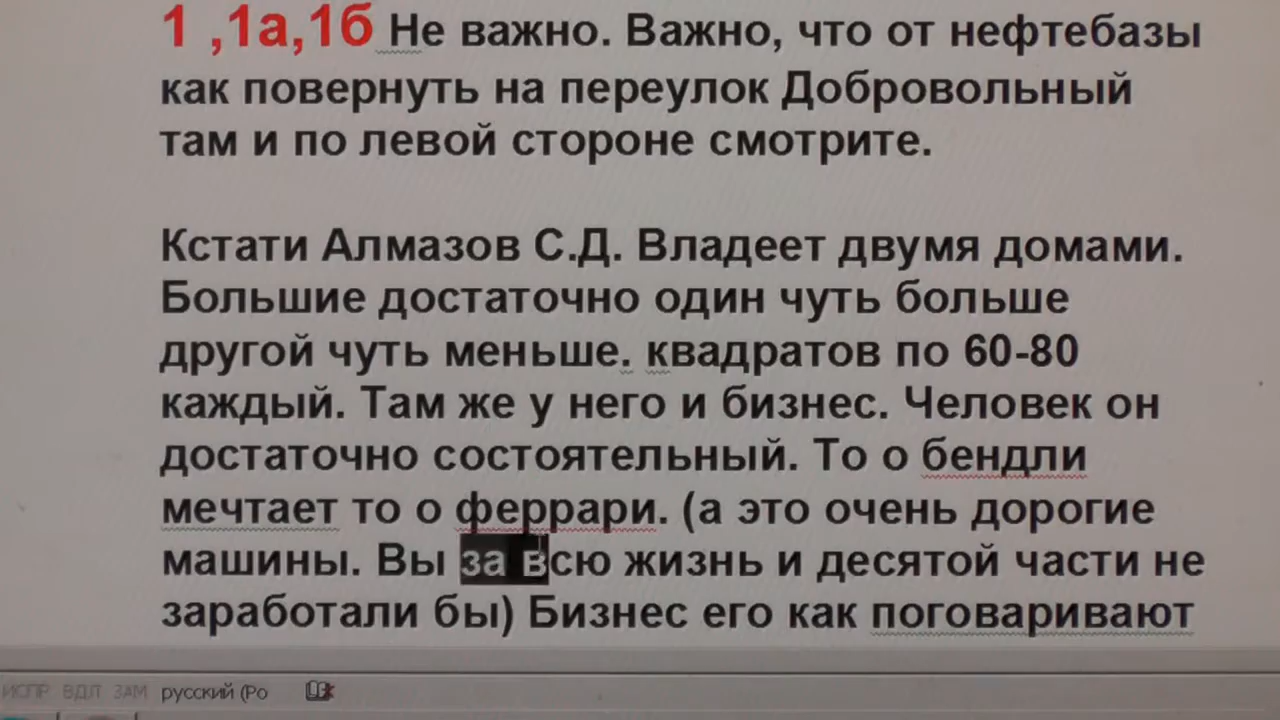 1 ,1а,1б Не важно. Важно, что от нефтебазы
как повернуть на переулок Добровольный
там и по левой стороне смотрите.
Кстати Алмазов С.Д. Владеет двумя домами.
Большие достаточно один чуть больше
другой чуть меньше. квадратов по 60-80
каждый. Там же у него и бизнес. Человек он
достаточно состоятельный. То о бендли
мечтает то о феррари. (а это очень дорогие
машины. Вы за всю жизнь и десятой части не
заработали бы) Бизнес его как поговаривают
ИСПР ВДЛ ЗАМ русский (Ро